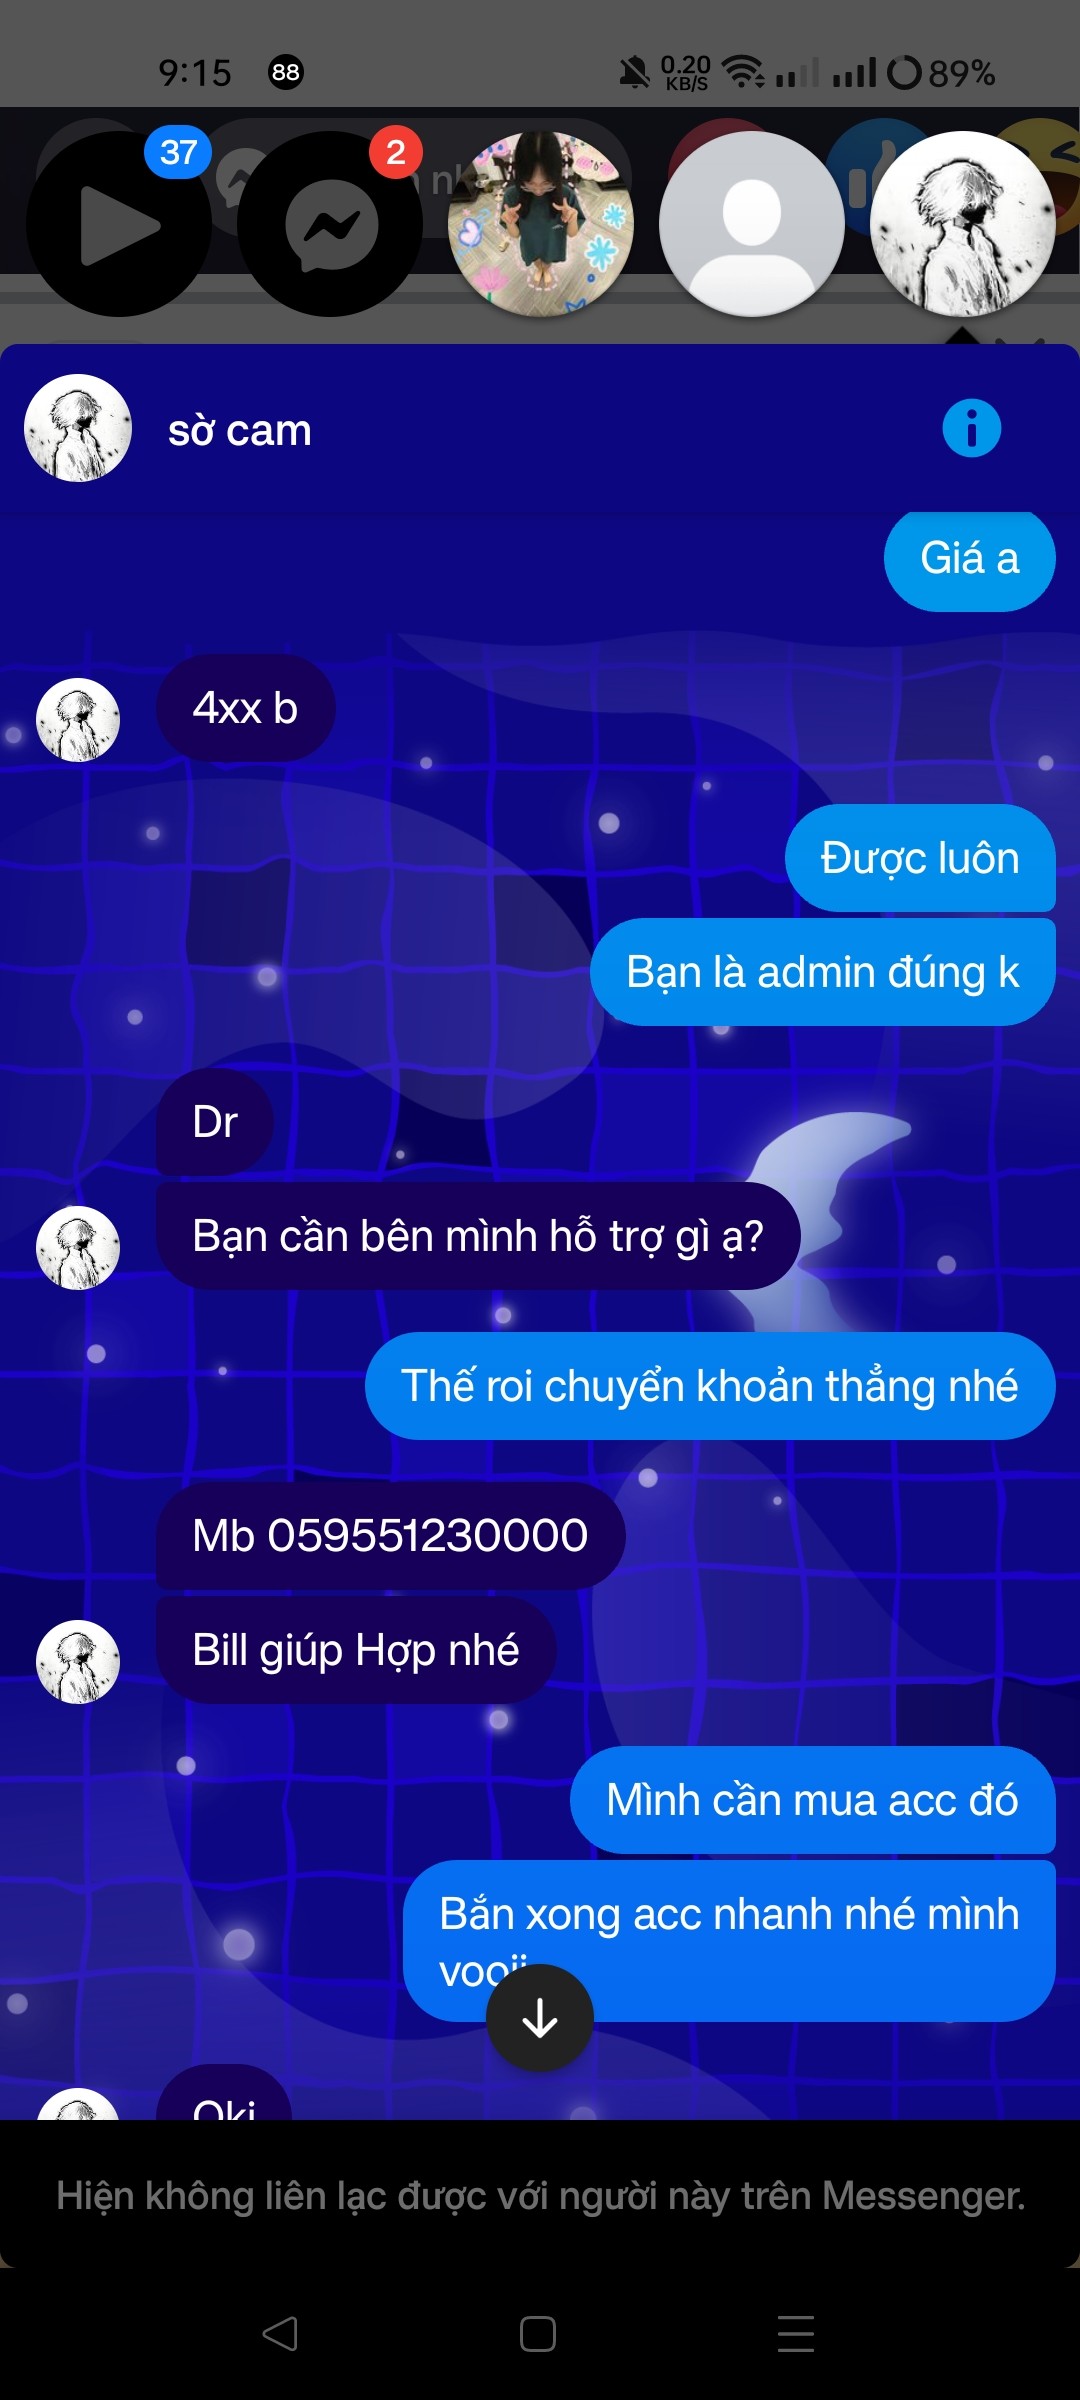 9:15
88
0.20
KB/S
89%
37
2
sờ cam
Giá a
4xx b
Được luôn
Bạn là admin đúng k
Dr
Bạn cần bên mình hỗ trợ gì ạ?
Thế roi chuyển khoản thẳng nhé
Mb 059551230000
Bill giúp Hợp nhé
Mình cần mua acc đó
Bắn xong acc nhanh nhé mình
Oki
Hiện không liên lạc được với người này trên Messenger.